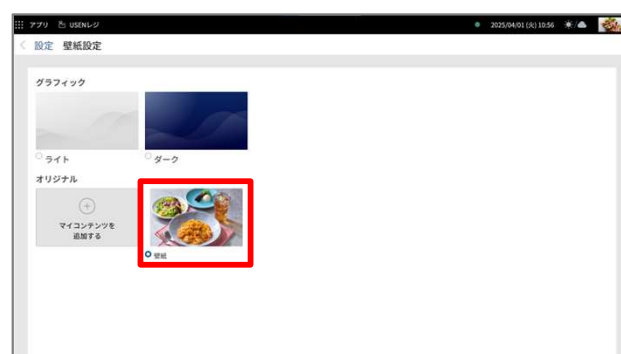 アプリ USENレジ 2025/04/01 (火) 10:56
設定 壁紙設定
グラフィック
ライト ダーク
オリジナル
マイコンテンツを
追加する
壁紙